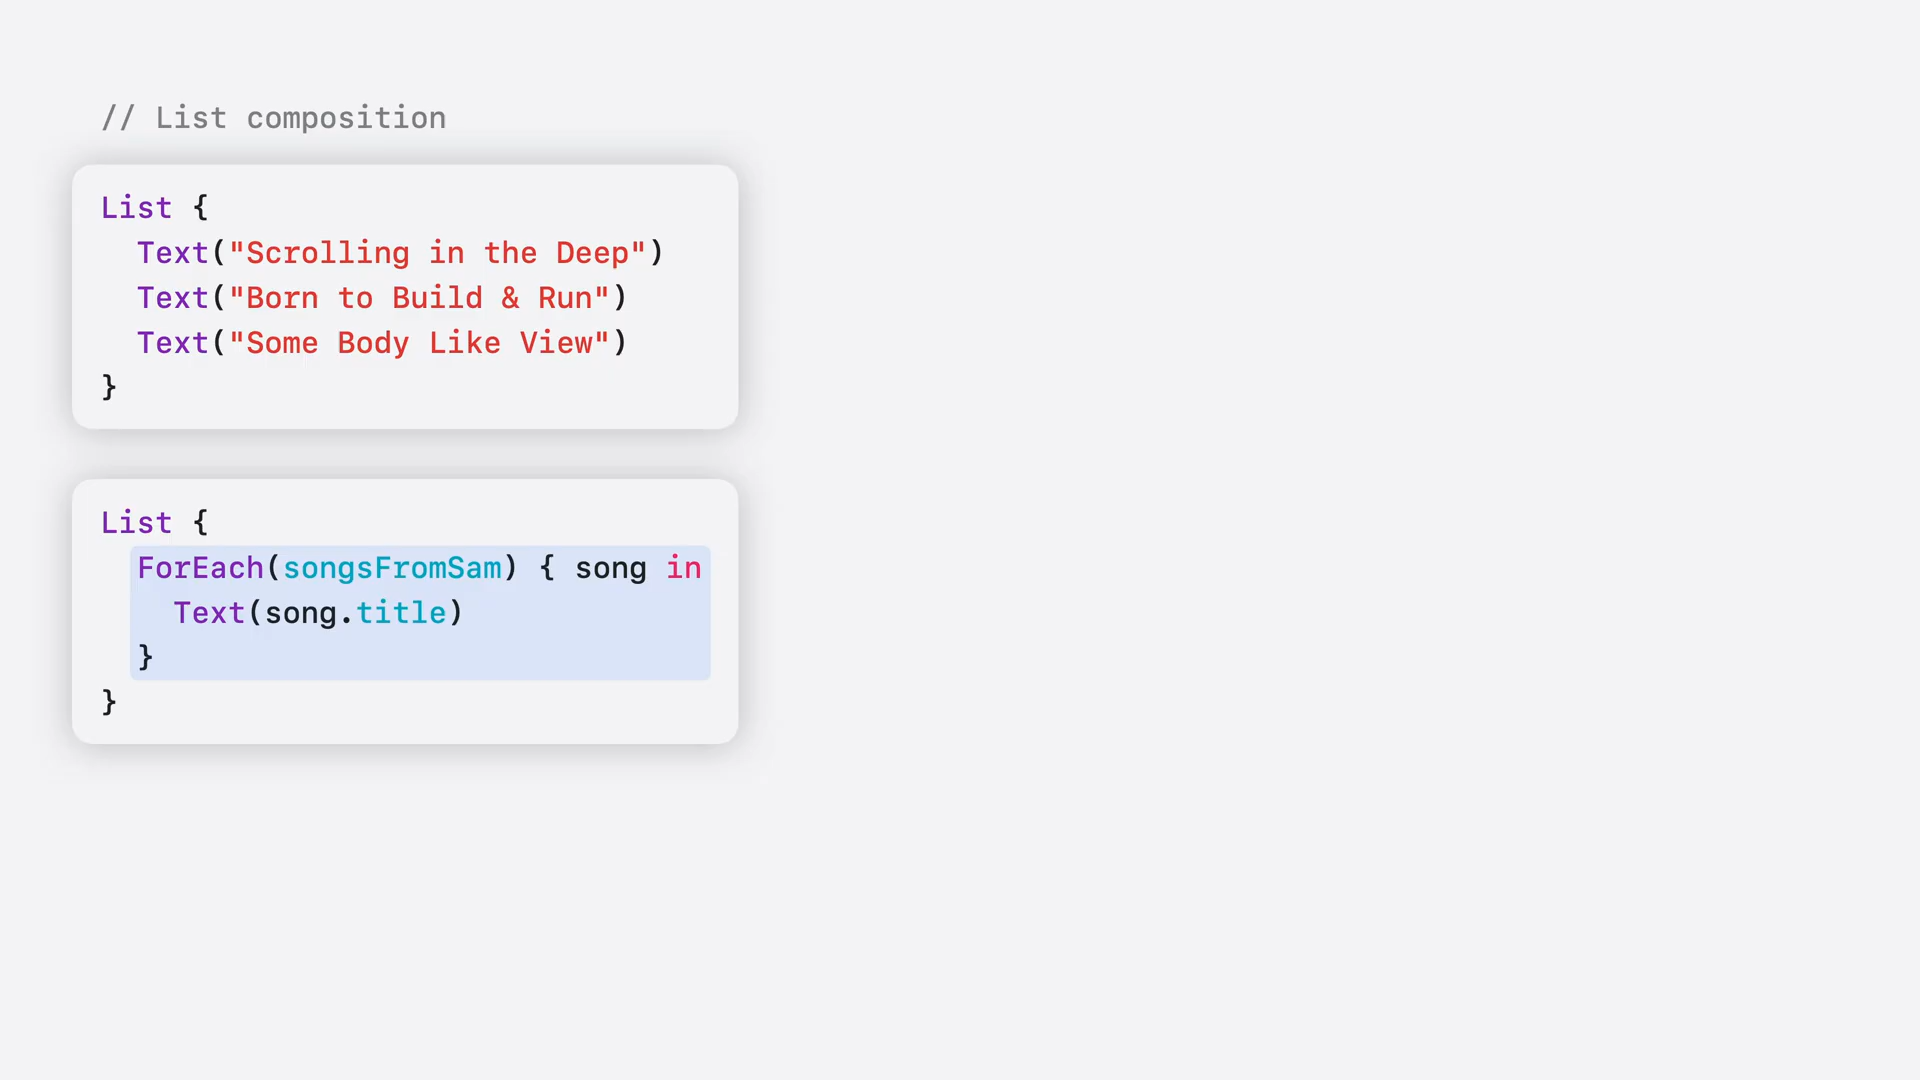 // List composition
List {
  Text("Scrolling in the Deep")
  Text("Born to Build & Run")
  Text("Some Body Like View")
}
List {
  ForEach(songsFromSam) { song in
    Text(song.title)
  }
}